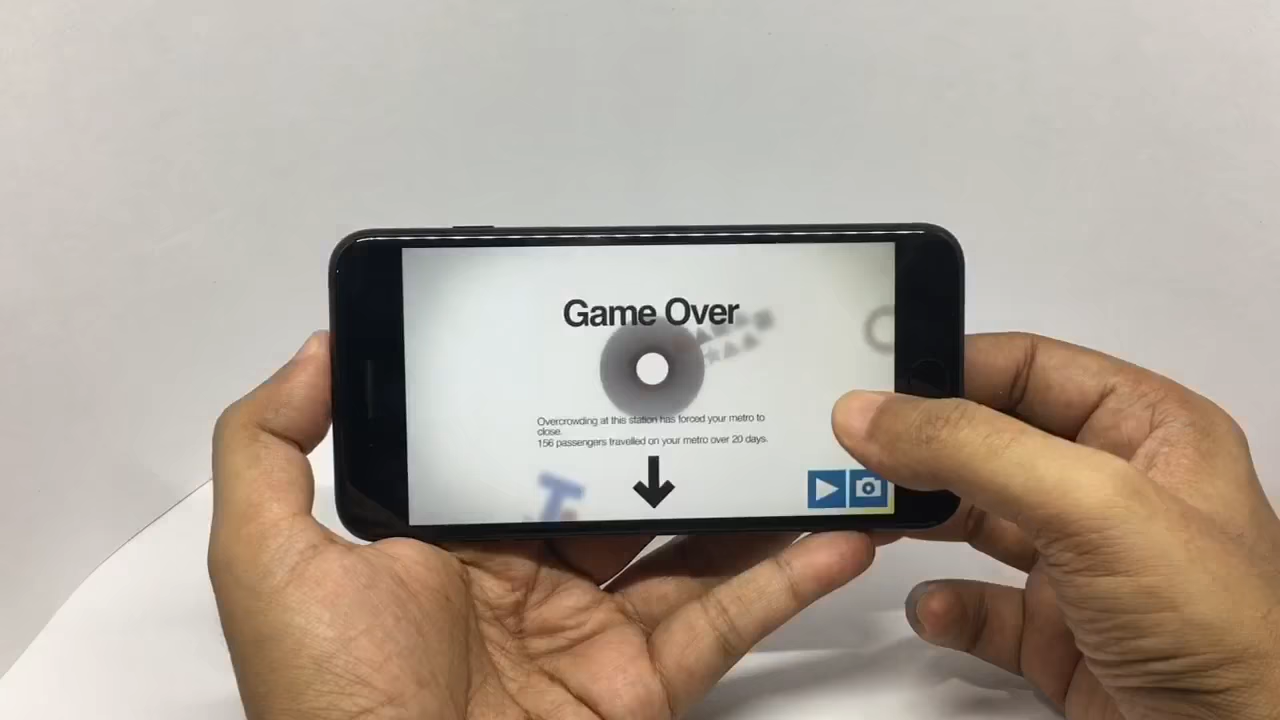 Game Over
Overcrowding at this station has forced your metro to
close.
156 passengers travelled on your metro over 20 days.